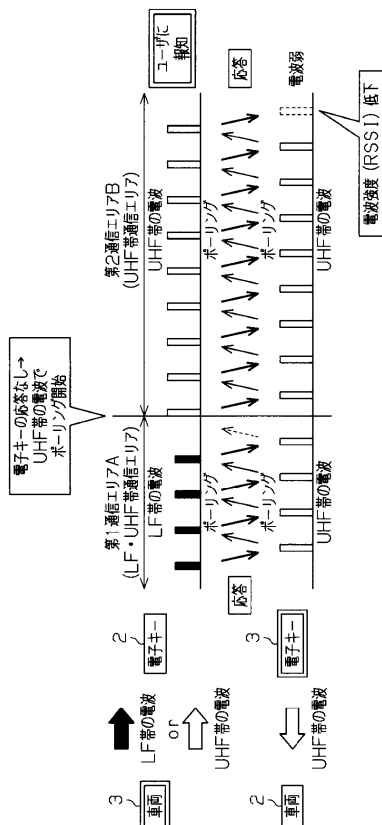 電子キーの応答なし→
UHF帯の電波で
ポーリング開始
第1通信エリアA
(LF・UHF帯通信エリア)
第2通信エリアB
(UHF帯通信エリア)
LF帯の電波
UHF帯の電波
ユーザに
報知
3
車両
LF帯の電波
or
UHF帯の電波
2
電子キー
応答
ポーリング
ポーリング
応答
ポーリング
ポーリング
電波弱
2
車両
UHF帯の電波
3
電子キー
UHF帯の電波
UHF帯の電波
電波強度(RSSI)低下